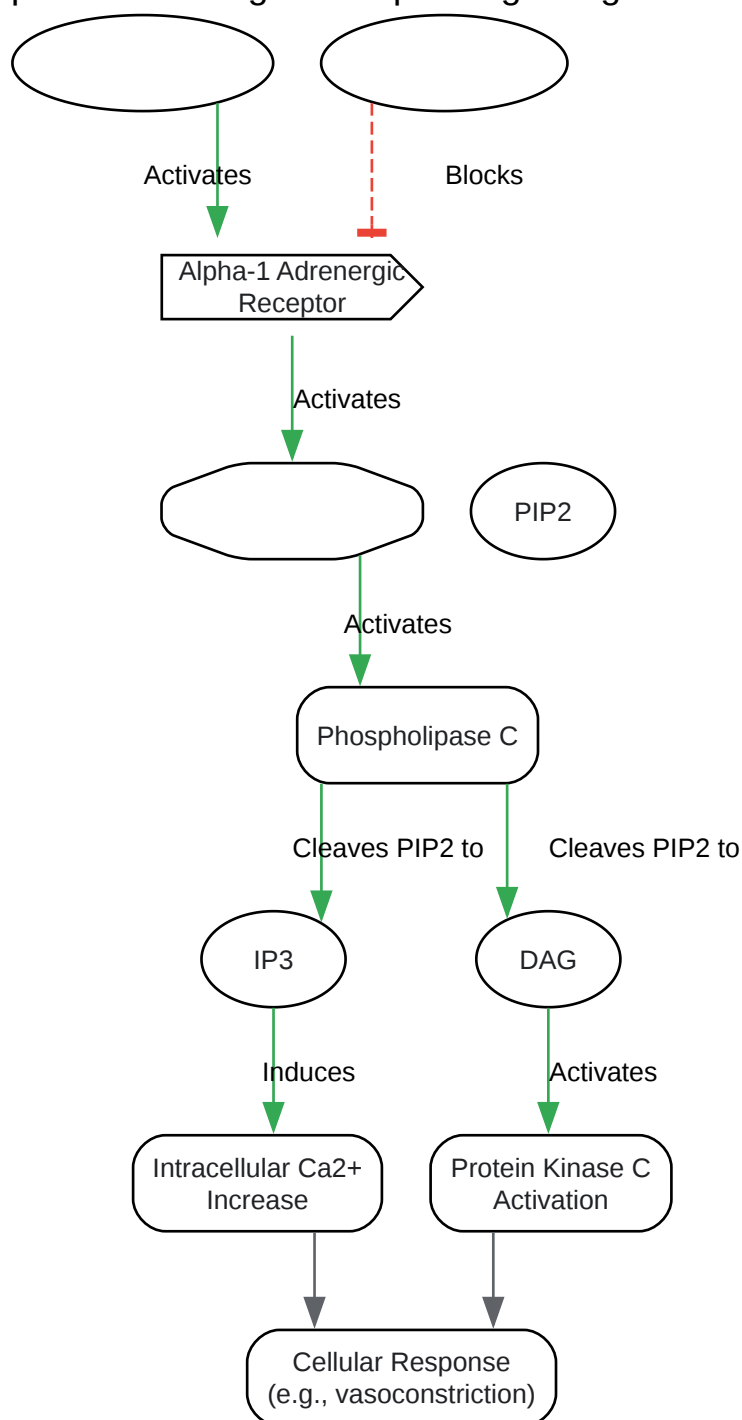 Activates
Blocks
Alpha-1 Adrenergic
Receptor
Activates
PIP2
Activates
Phospholipase C
Cleaves PIP2 to
Cleaves PIP2 to
IP3
DAG
Induces
Activates
Intracellular Ca2+
Increase
Protein Kinase C
Activation
Cellular Response
(e.g., vasoconstriction)